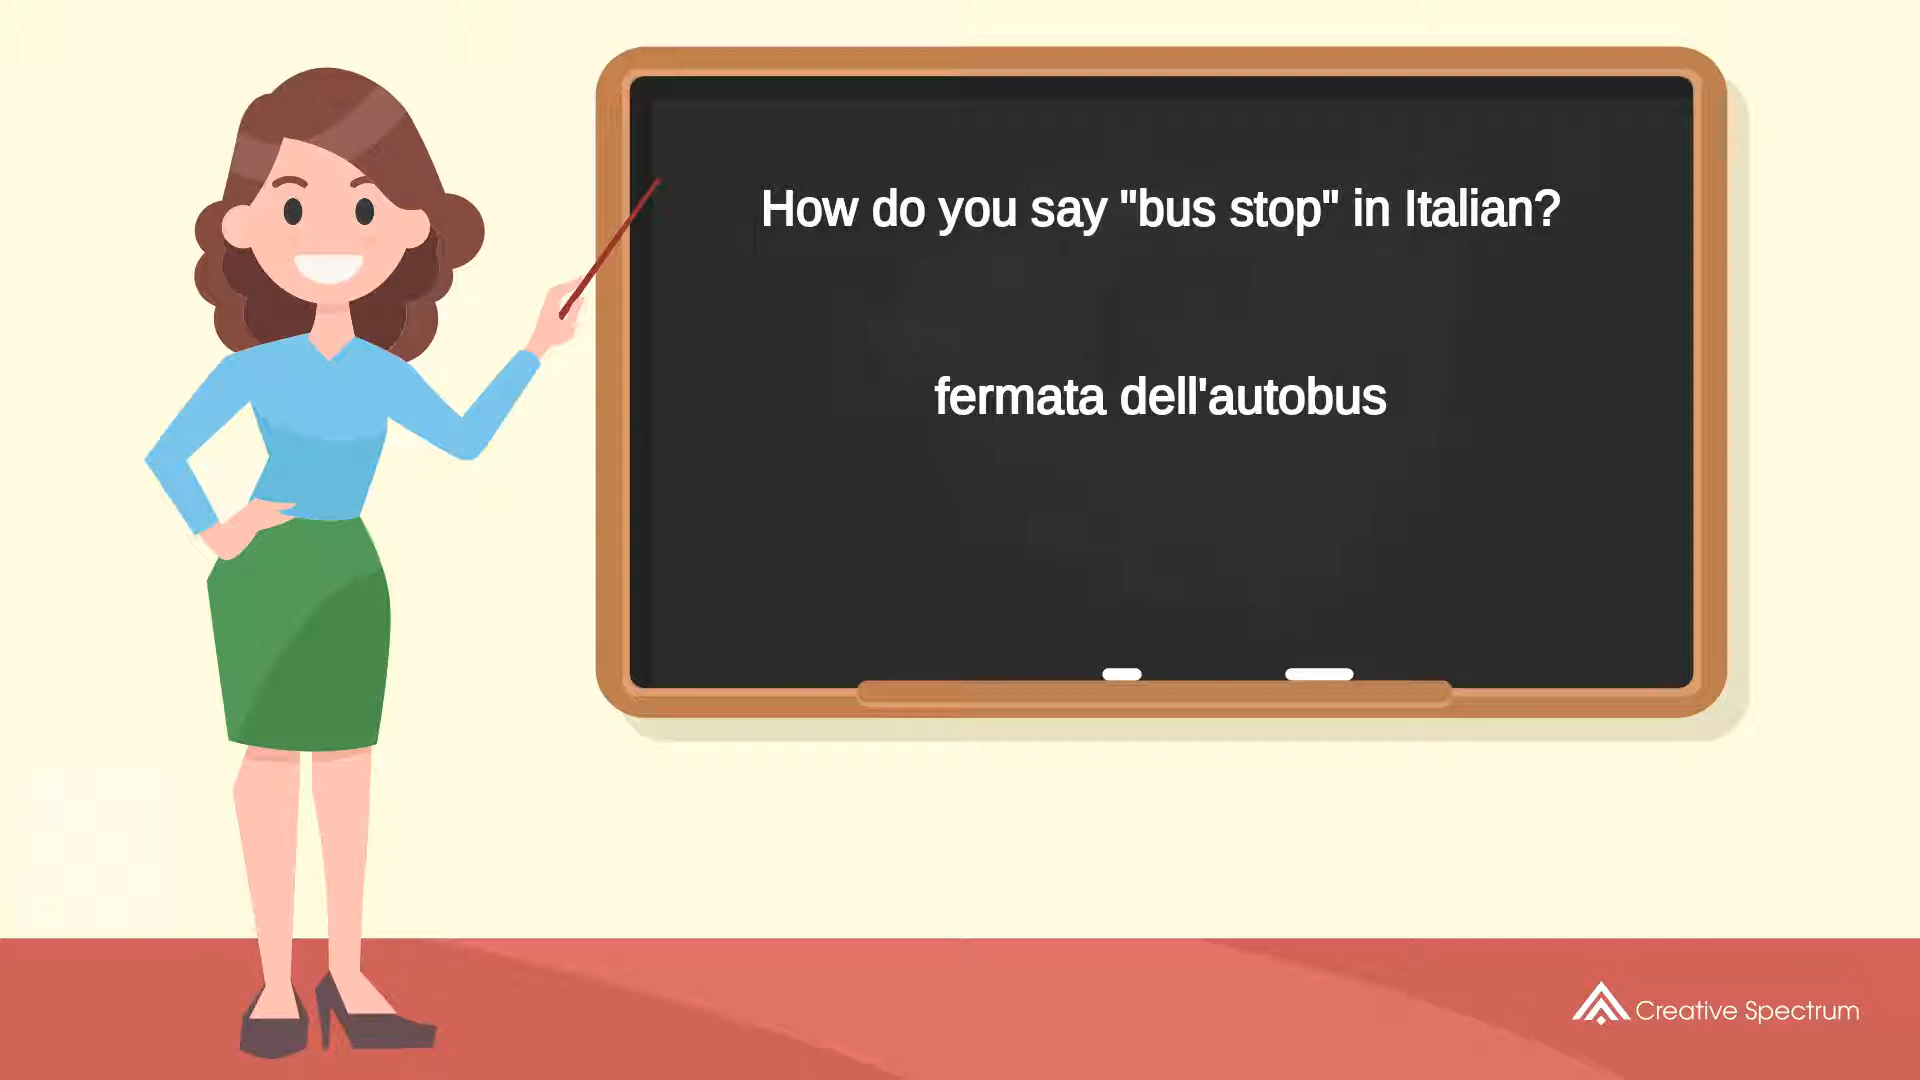 How do you say "bus stop" in Italian?
fermata dell'autobus
Creative Spectrum